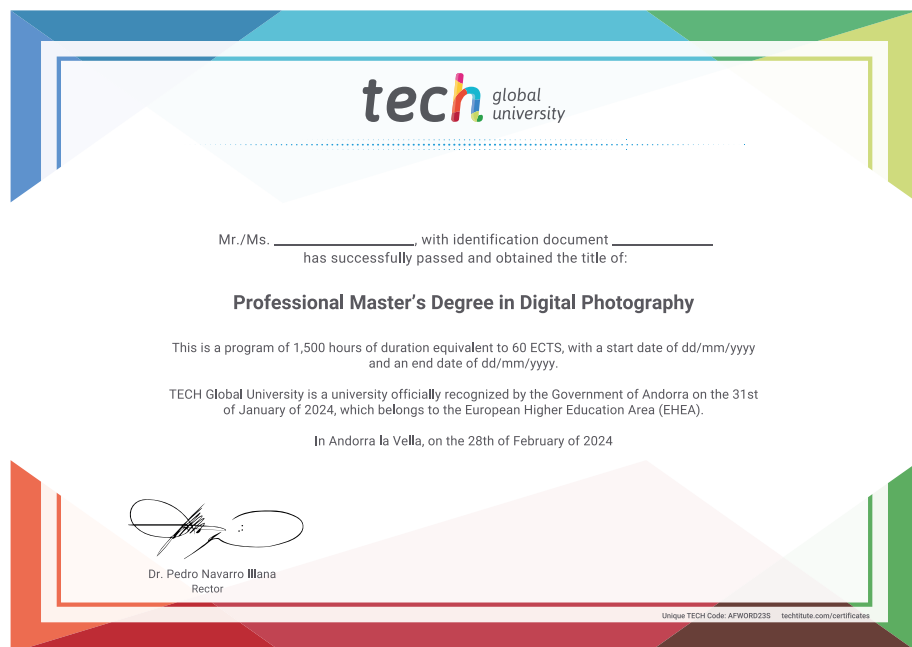 tech global
university
Mr./Ms. ____________, with identification document ____________
has successfully passed and obtained the title of:
Professional Master’s Degree in Digital Photography
This is a program of 1,500 hours of duration equivalent to 60 ECTS, with a start date of dd/mm/yyyy
and an end date of dd/mm/yyyy.
TECH Global University is a university officially recognized by the Government of Andorra on the 31st
of January of 2024, which belongs to the European Higher Education Area (EHEA).
In Andorra la Vella, on the 28th of February of 2024
Dr. Pedro Navarro Illana
Rector
Unique TECH Code: AFWORD23S techtitute.com/certificates